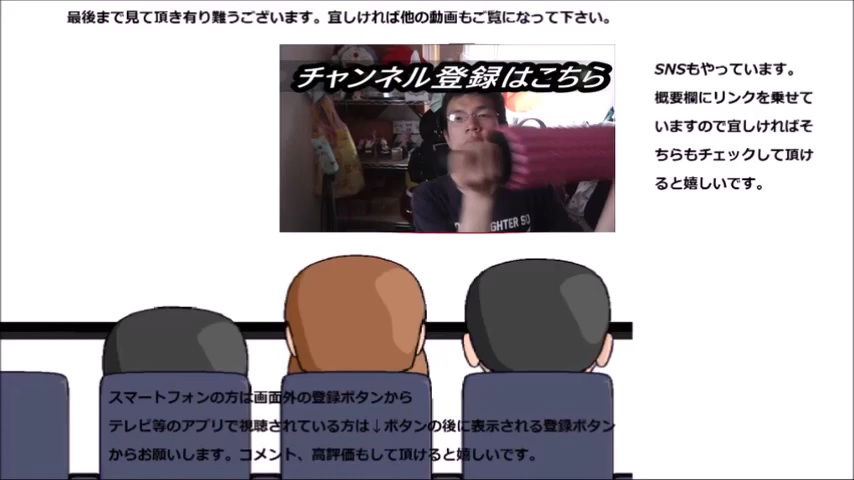 最後まで見て頂き有り難うございます。宜しければ他の動画もご覧になって下さい。
チャンネル登録はこちら
SNSもやっています。
概要欄にリンクを乗せて
いますので宜しければそ
ちらもチェックして頂け
ると嬉しいです。
GHTER SO
スマートフォンの方は画面外の登録ボタンから
テレビ等のアプリで視聴されている方は↓ボタンの後に表示される登録ボタン
からお願いします。コメント、高評価もして頂けると嬉しいです。